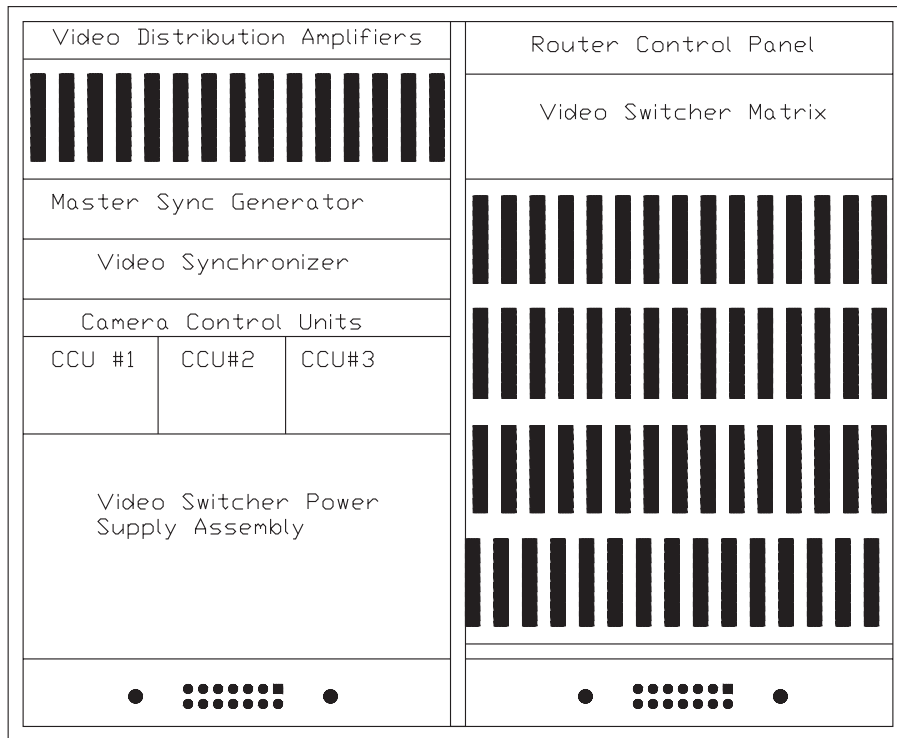 Video Distribution Amplifiers
Master Sync Generator
Video Synchronizer
Camera Control Units
CCU #1
CCU#2
CCU#3
Video Switcher Power
Supply Assembly
Router Control Panel
Video Switcher Matrix